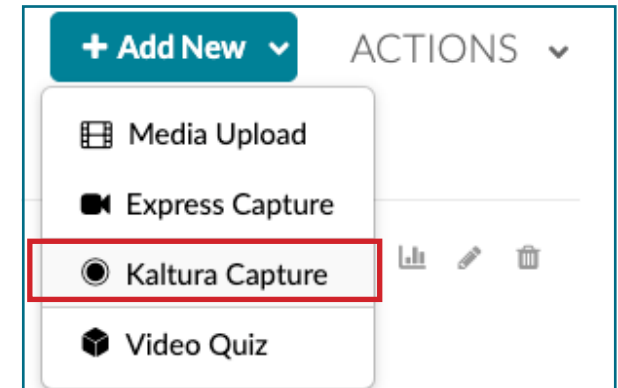 + Add New
ACTIONS
Media Upload
Express Capture
Kaltura Capture
Video Quiz